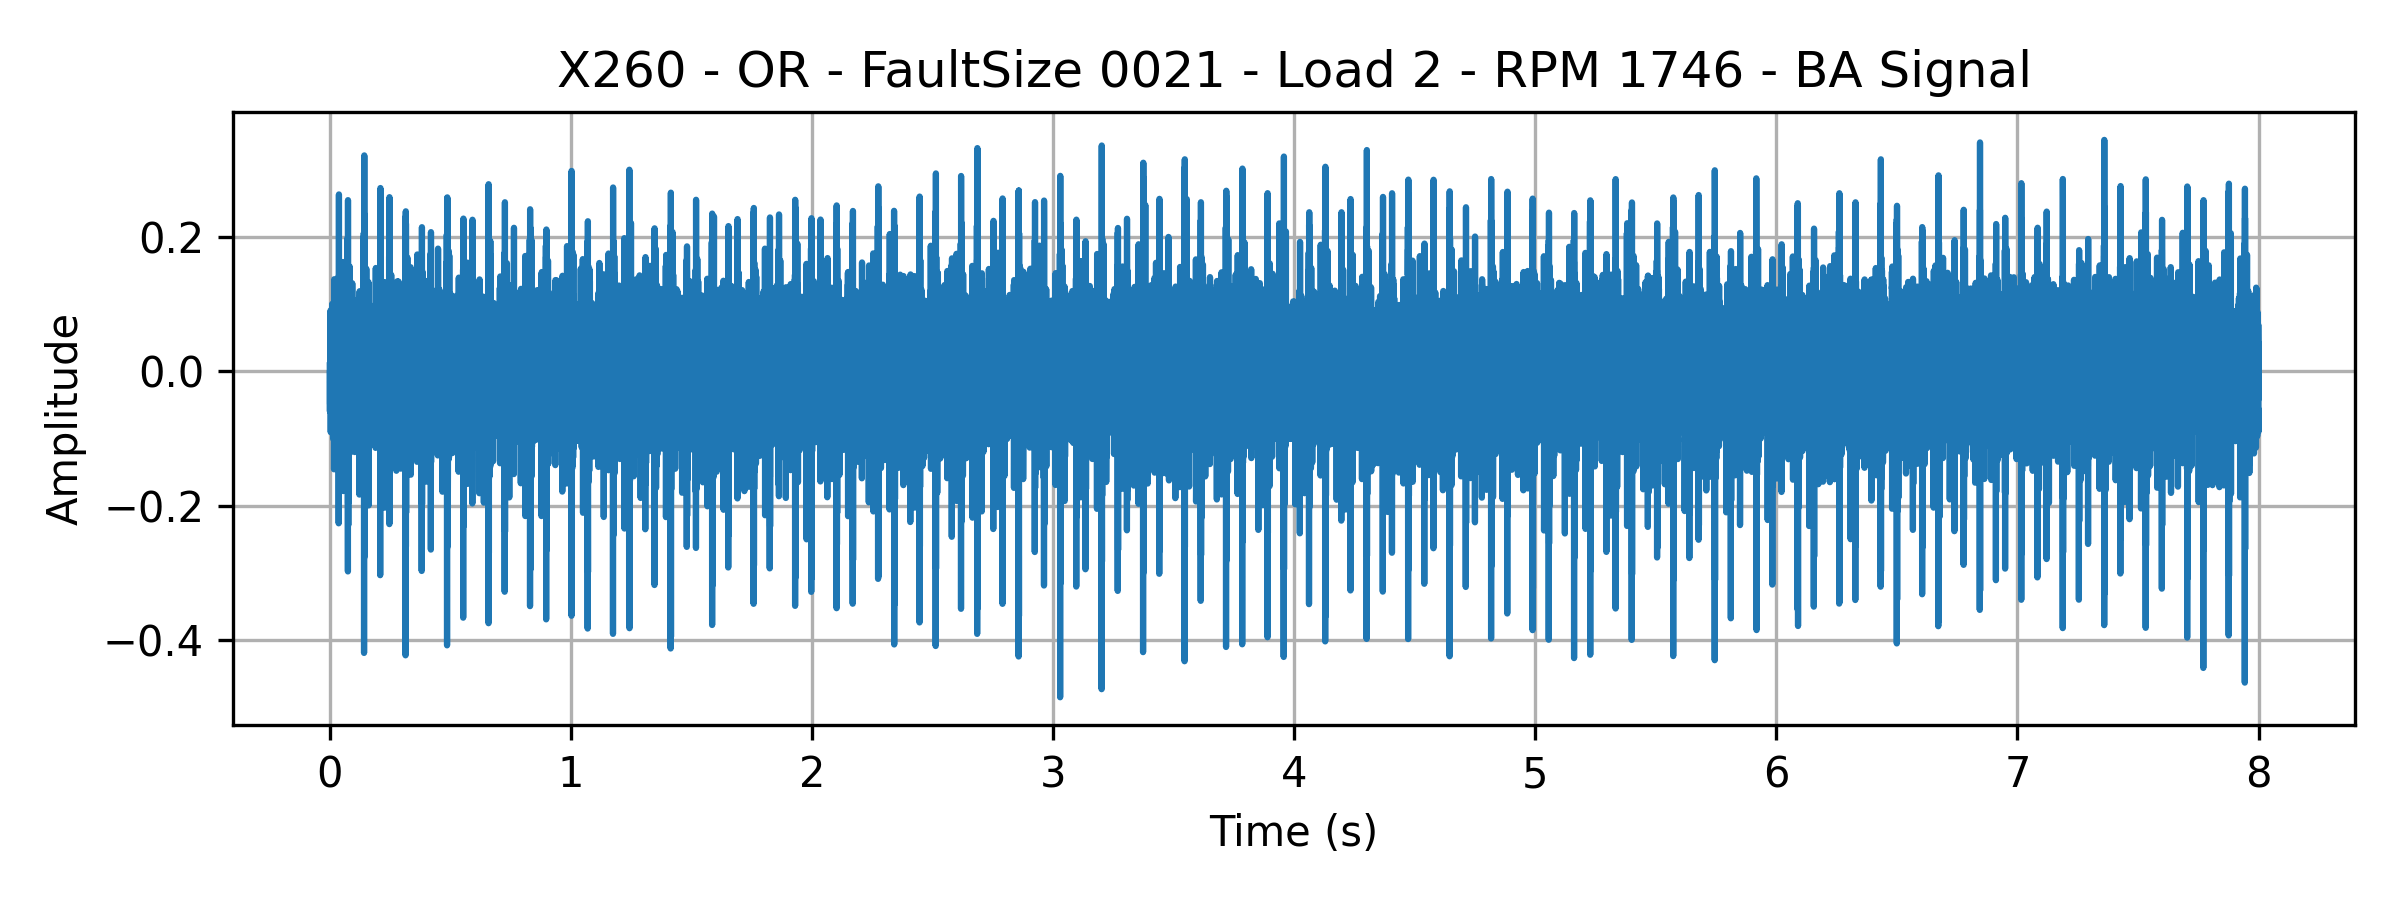 X260 - OR - FaultSize 0021 - Load 2 - RPM 1746 - BA Signal
Amplitude
0.2
0.0
−0.2
−0.4
0 1 2 3 4 5 6 7 8
Time (s)